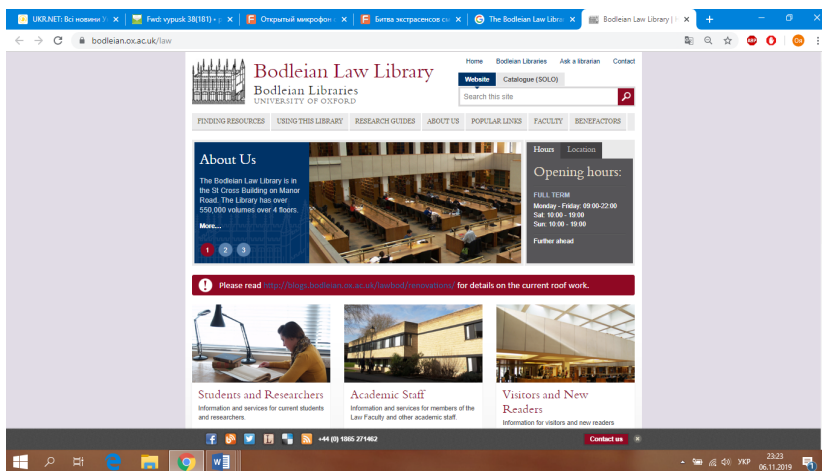 UKR.NET: Всі новини У
Fwd: vypusk 38(181)
Открытый микрофон
Битва экстрасенсов
The Bodleian Law Librar
Bodleian Law Library |
bodleian.ox.ac.uk/law
Home Bodleian Libraries Ask a librarian Contact
Bodleian Law Library
Bodleian Libraries
UNIVERSITY OF OXFORD
Website Catalogue (SOLO)
Search this site
FINDING RESOURCES USING THIS LIBRARY RESEARCH GUIDES ABOUT US POPULAR LINKS FACULTY BENEFACTORS
About Us
The Bodleian Law Library is in
the St Cross Building on Manor
Road. The Library has over
550,000 volumes over 4 floors.
More...
1 2 3
Hours Location
Opening hours:
FULL TERM
Monday - Friday: 09:00-22:00
Sat: 10:00 - 19:00
Sun: 10:00 - 19:00
Further ahead
Please read http://blogs.bodleian.ox.ac.uk/lawbod/renovations/ for details on the current roof work.
Students and Researchers
Information and services for current students
and researchers.
Academic Staff
Information and services for members of the
Law Faculty and other academic staff.
Visitors and New
Readers
Information for visitors and new readers
+44 (0) 1865 271462
Contact us
УКР
23:23
06.11.2019